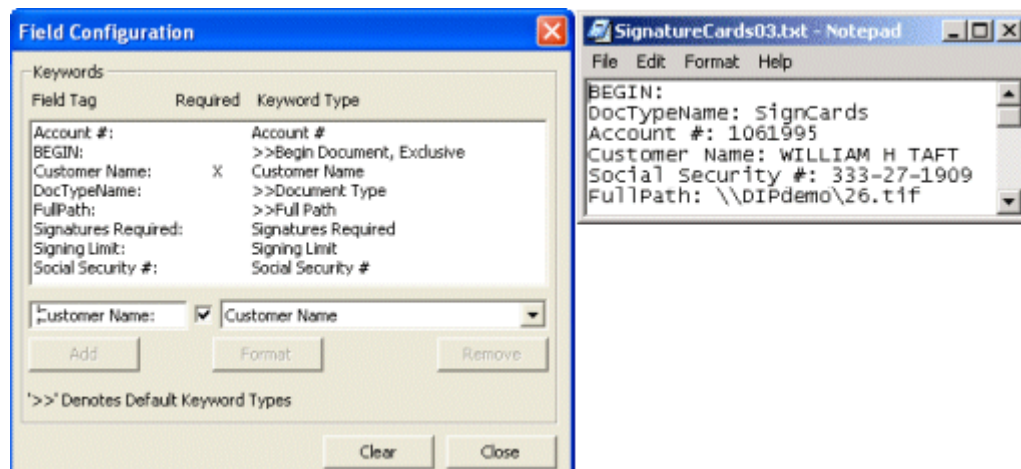 Field Configuration
Keywords
Field Tag Required Keyword Type
Account #: Account #
BEGIN: >>Begin Document, Exclusive
Customer Name: X Customer Name
DocTypeName: >>Document Type
FullPath: >>Full Path
Signatures Required: Signatures Required
Signing Limit: Signing Limit
Social Security #: Social Security #
Customer Name: Customer Name
Add Format Remove
'>>' Denotes Default Keyword Types
Clear Close
SignatureCards03.txt - Notepad
File Edit Format Help
BEGIN:
DocTypeName: SignCards
Account #: 1061995
Customer Name: WILLIAM H TAFT
Social Security #: 333-27-1909
FullPath: \\DIPdemo\26.tif